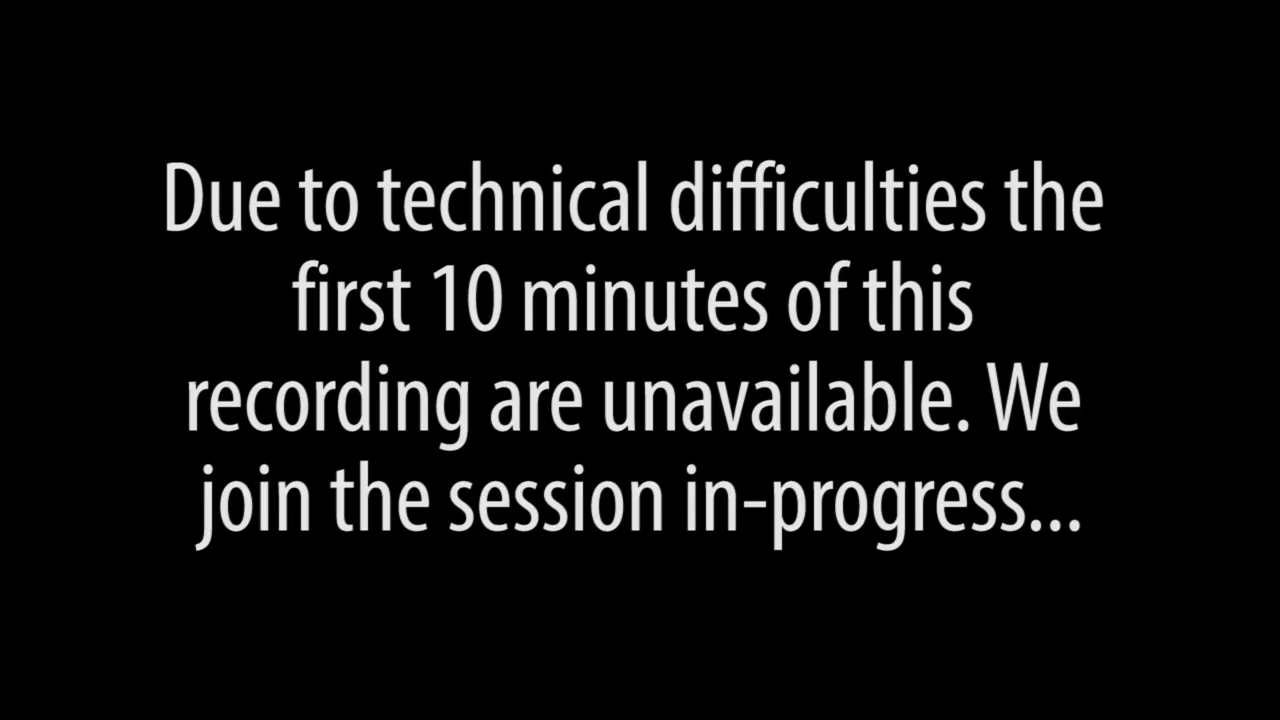 Due to technical difficulties the
first 10 minutes of this
recording are unavailable. We
join the session in-progress...